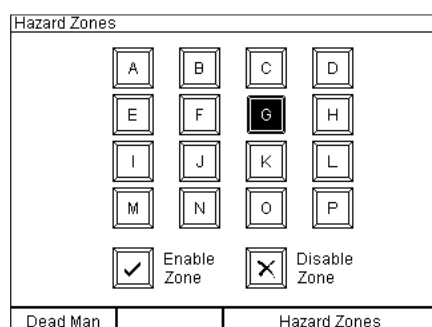 Hazard Zones
A B C D
E F G H
I J K L
M N O P
Enable Zone
Disable Zone
Dead Man
Hazard Zones